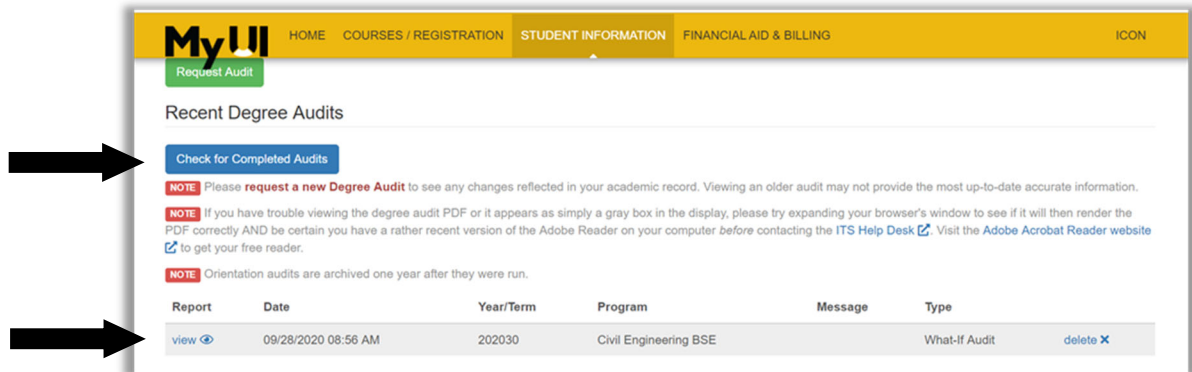 MyUI HOME COURSES / REGISTRATION STUDENT INFORMATION FINANCIAL AID & BILLING ICON
Request Audit
Recent Degree Audits
Check for Completed Audits
NOTE Please request a new Degree Audit to see any changes reflected in your academic record. Viewing an older audit may not provide the most up-to-date accurate information.
NOTE If you have trouble viewing the degree audit PDF or it appears as simply a gray box in the display, please try expanding your browser's window to see if it will then render the
PDF correctly AND be certain you have a rather recent version of the Adobe Reader on your computer before contacting the ITS Help Desk. Visit the Adobe Acrobat Reader website
to get your free reader.
NOTE Orientation audits are archived one year after they were run.
Report Date Year/Term Program Message Type
view 09/28/2020 08:56 AM 202030 Civil Engineering BSE What-If Audit delete